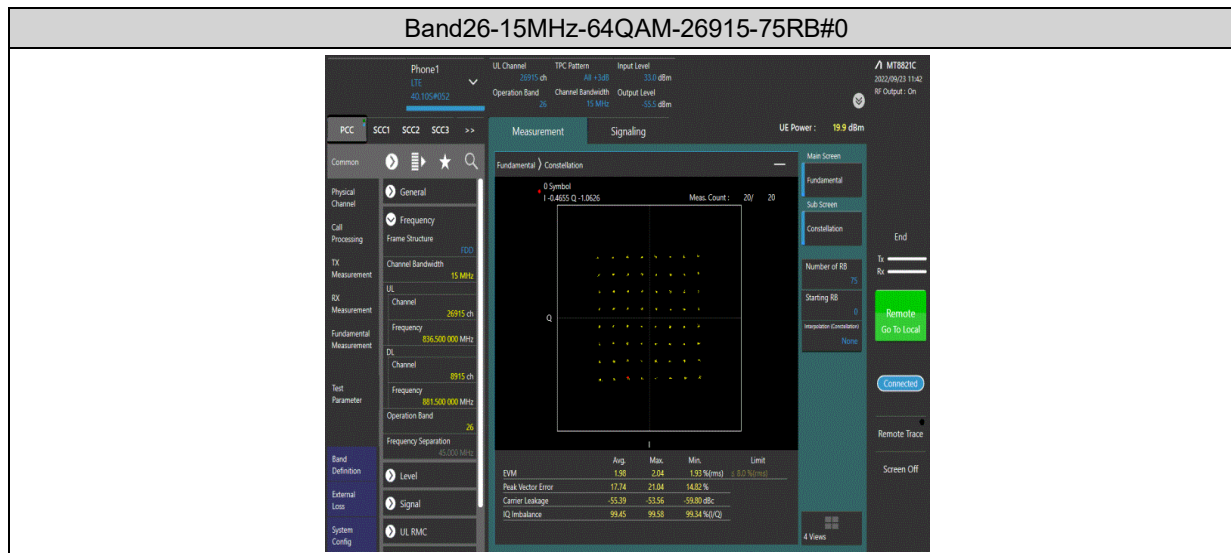 Band26-15MHz-64QAM-26915-75RB#0
Phone1
LTE
40.10S#052
UL Channel
26915 ch
TPC Pattern
All +3dB
Input Level
33.0 dBm
Operation Band
26
Channel Bandwidth
15 MHz
Output Level
-55.5 dBm
MT8821C
2022/09/23 11:42
RF Output : On
PCC SCC1 SCC2 SCC3 >>
Measurement
Signaling
UE Power : 19.9 dBm
Common
Physical
Channel
Call
Processing
TX
Measurement
RX
Measurement
Fundamental
Measurement
Test
Parameter
Band
Definition
External
Loss
System
Config
General
Frequency
Frame Structure
FDD
Channel Bandwidth
15 MHz
UL
Channel
26915 ch
Frequency
836.500 000 MHz
DL
Channel
8915 ch
Frequency
881.500 000 MHz
Operation Band
26
Frequency Separation
45.000 MHz
Level
Signal
UL RMC
Fundamental 〉 Constellation
0 Symbol
I -0.4655 Q -1.0626
Meas. Count : 20/ 20
Q
I
Avg. Max. Min. Limit
EVM 1.98 2.04 1.93 %(rms) ≤ 8.0 %(rms)
Peak Vector Error 17.74 21.04 14.82 %
Carrier Leakage -55.39 -53.56 -59.80 dBc
IQ Imbalance 99.45 99.58 99.34 %(I/Q)
Main Screen
Fundamental
Sub Screen
Constellation
Number of RB
75
Starting RB
0
Interpolation (Constellation)
None
4 Views
End
Tx
Rx
Remote
Go To Local
Connected
Remote Trace
Screen Off